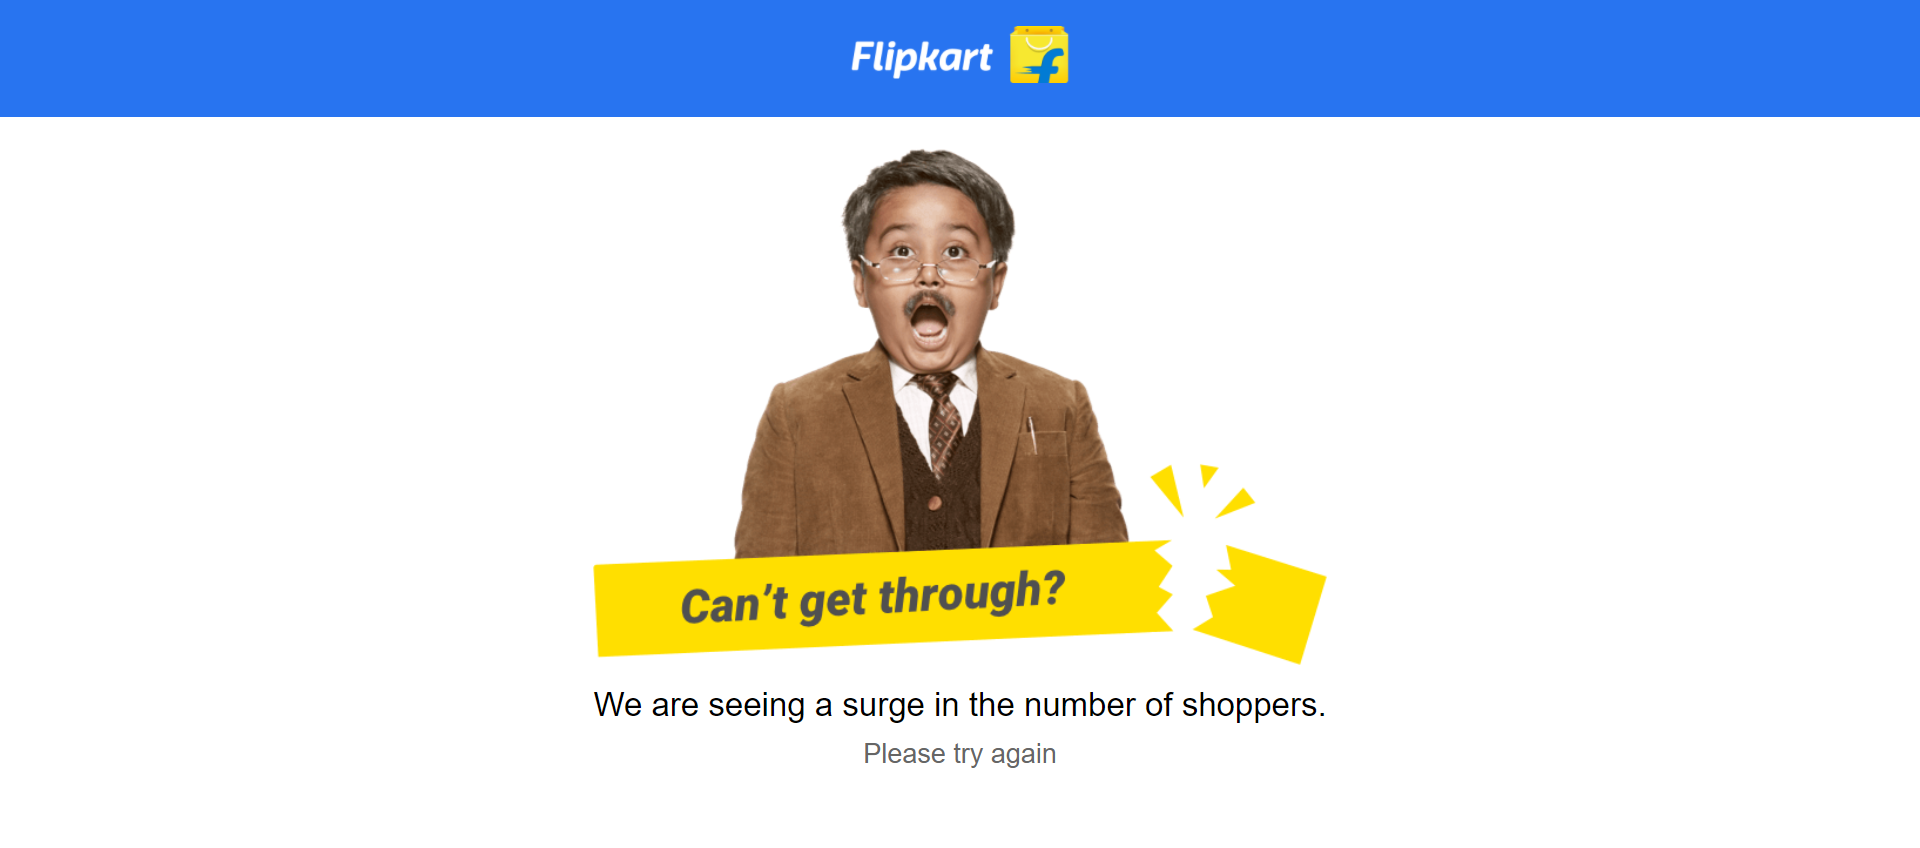 Flipkart
Can't get through?
We are seeing a surge in the number of shoppers.
Please try again